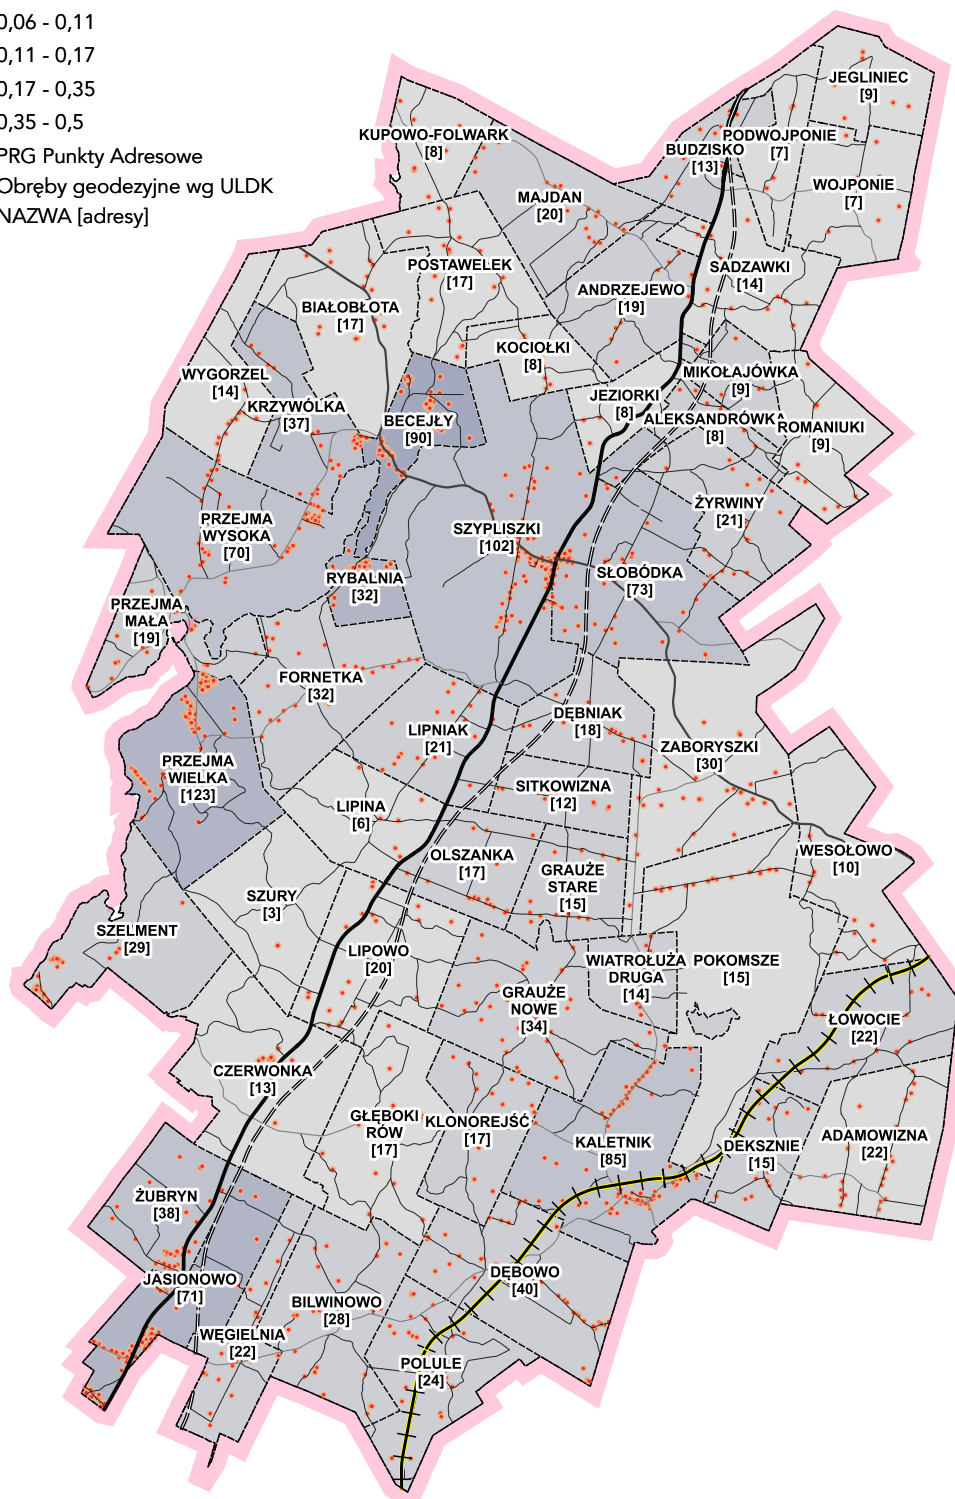 0,06 - 0,11
0,11 - 0,17
0,17 - 0,35
0,35 - 0,5
PRG Punkty Adresowe
Obręby geodezyjne wg ULDK
NAZWA [adresy]
JEGLINIEC
[9]
KUPOWO-FOLWARK
[8]
PODWOJPONIE
[7]
BUDZISKO
[13]
WOJPONIE
[7]
MAJDAN
[20]
POSTAWELEK
[17]
SADZAWKI
[14]
ANDRZEJEWO
[19]
BIAŁOBŁOTA
[17]
KOCIOŁKI
[8]
WYGORZEL
[14]
MIKOŁAJÓWKA
[9]
JEZIORKI
[8]
KRZYWÓLKA
[37]
BECEJŁY
[90]
ALEKSANDRÓWKA
[8]
ROMANIUKI
[9]
ŻYRWINY
[21]
PRZEJMA
WYSOKA
[70]
SZYPLISZKI
[102]
RYBALNIA
[32]
SŁOBÓDKA
[73]
PRZEJMA
MAŁA
[19]
FORNETKA
[32]
DĘBNIAK
[18]
LIPNIAK
[21]
ZABORYSZKI
[30]
PRZEJMA
WIELKA
[123]
SITKOWIZNA
[12]
LIPINA
[6]
OLSZANKA
[17]
WESOŁOWO
[10]
GRAUŻE
STARE
[15]
SZURY
[3]
SZELMENT
[29]
LIPOWO
[20]
WIATROŁUŻA
DRUGA
[14]
POKOMSZE
[15]
GRAUŻE
NOWE
[34]
ŁOWOCIE
[22]
CZERWONKA
[13]
GŁĘBOKI
RÓW
[17]
KLONOREJŚĆ
[17]
KALETNIK
[85]
DEKSZNIE
[15]
ADAMOWIZNA
[22]
ŻUBRYN
[38]
JASIONOWO
[71]
DĘBOWO
[40]
BILWINOWO
[28]
WĘGIELNIA
[22]
POLULE
[24]